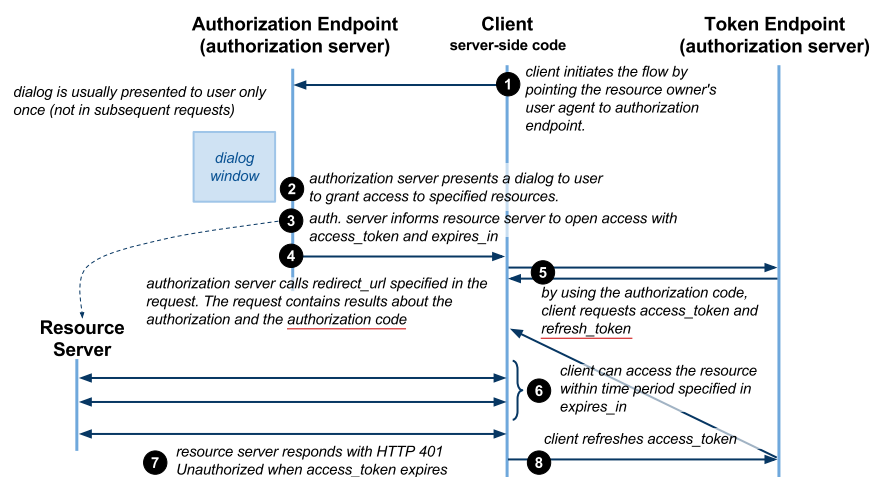 Authorization Endpoint
(authorization server)
Client
server-side code
Token Endpoint
(authorization server)
dialog is usually presented to user only
once (not in subsequent requests)
1
client initiates the flow by
pointing the resource owner's
user agent to authorization
endpoint.
dialog
window
2
authorization server presents a dialog to user
to grant access to specified resources.
3
auth. server informs resource server to open access with
access_token and expires_in
4
authorization server calls redirect_url specified in the
request. The request contains results about the
authorization and the authorization code
5
by using the authorization code,
client requests access_token and
refresh_token
Resource
Server
6
client can access the resource
within time period specified in
expires_in
7
resource server responds with HTTP 401
Unauthorized when access_token expires
client refreshes access_token
8